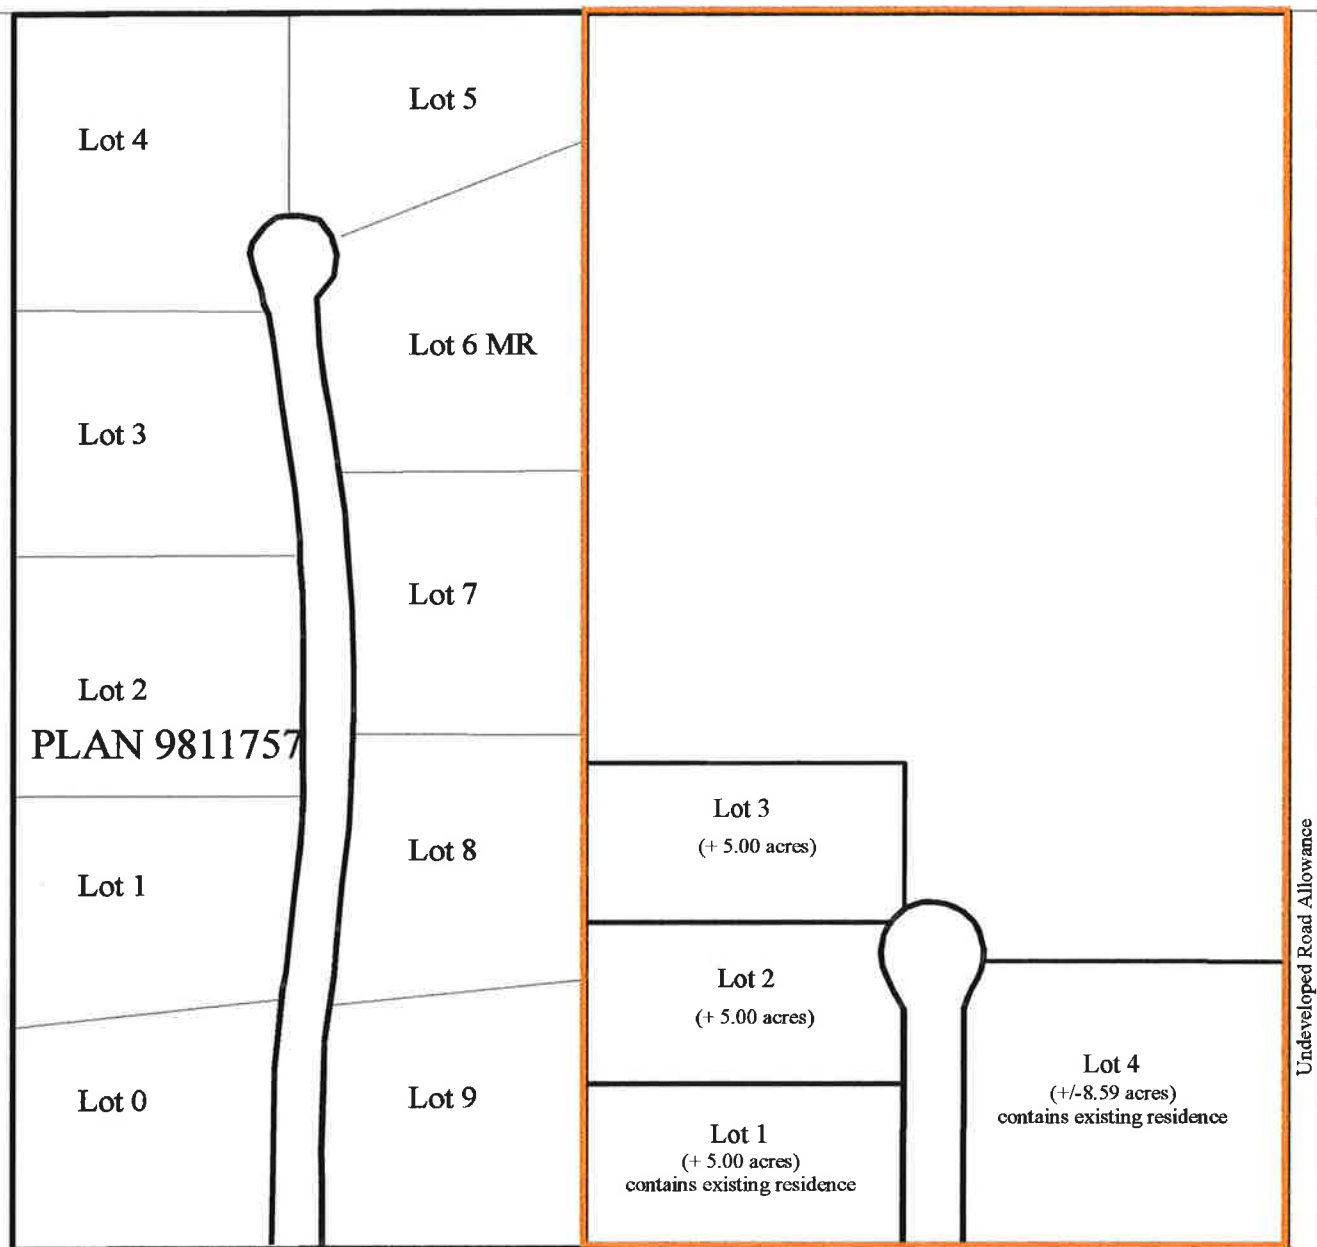 Lot 4
Lot 5
Lot 3
Lot 6 MR
Lot 2
PLAN 9811757
Lot 7
Lot 1
Lot 8
Lot 0
Lot 9
Lot 3
(+ 5.00 acres)
Lot 2
(+ 5.00 acres)
Lot 1
(+ 5.00 acres)
contains existing residence
Lot 4
(+/-8.59 acres)
contains existing residence
Undeveloped Road Allowance